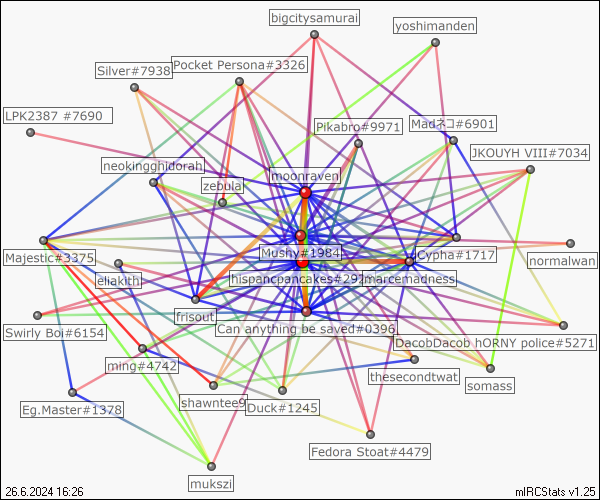 bigcitysamurai
yoshimanden
Silver#7938
Pocket Persona#3326
LPK2387 #7690
Pikabro#9971
Madネコ#6901
JKOUYH VIII#7034
neokingghidorah
moonraven
zebula
Majestic#3375
Mushy#1984
Cypha#1717
normalwan
eliakith
hispancpancakes#29
marcemadness
frisout
Swirly Boi#6154
Can anything be saved#0396
DacobDacob hORNY police#5271
ming#4742
thesecondtwat
somass
shawntee9
Duck#1245
Eg.Master#1378
Fedora Stoat#4479
mukszi
26.6.2024 16:26
mIRCStats v1.25